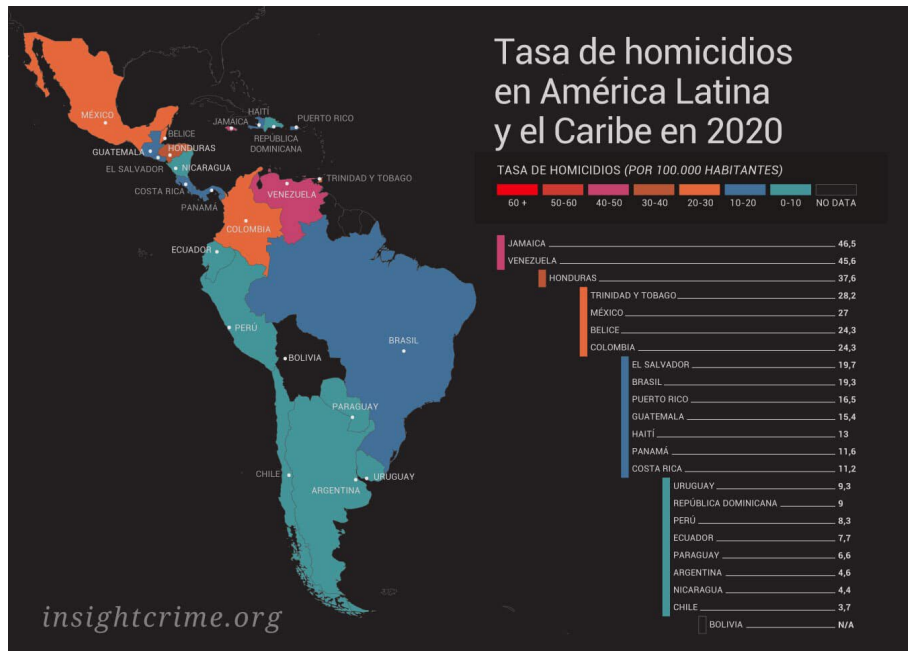 Tasa de homicidios
en América Latina
y el Caribe en 2020
TASA DE HOMICIDIOS (POR 100.000 HABITANTES)
60 + 50-60 40-50 30-40 20-30 10-20 0-10 NO DATA
JAMAICA 46,5
VENEZUELA 45,6
HONDURAS 37,6
TRINIDAD Y TOBAGO 28,2
MÉXICO 27
BELICE 24,3
COLOMBIA 24,3
EL SALVADOR 19,7
BRASIL 19,3
PUERTO RICO 16,5
GUATEMALA 15,4
HAITÍ 13
PANAMÁ 11,6
COSTA RICA 11,2
URUGUAY 9,3
REPÚBLICA DOMINICANA 9
PERÚ 8,3
ECUADOR 7,7
PARAGUAY 6,6
ARGENTINA 4,6
NICARAGUA 4,4
CHILE 3,7
BOLIVIA N/A
MÉXICO
HAITÍ
PUERTO RICO
JAMAICA
REPÚBLICA
DOMINICANA
BELICE
GUATEMALA
HONDURAS
EL SALVADOR
NICARAGUA
COSTA RICA
PANAMÁ
TRINIDAD Y TOBAGO
VENEZUELA
COLOMBIA
ECUADOR
PERÚ
BRASIL
BOLIVIA
PARAGUAY
CHILE
URUGUAY
ARGENTINA
insightcrime.org